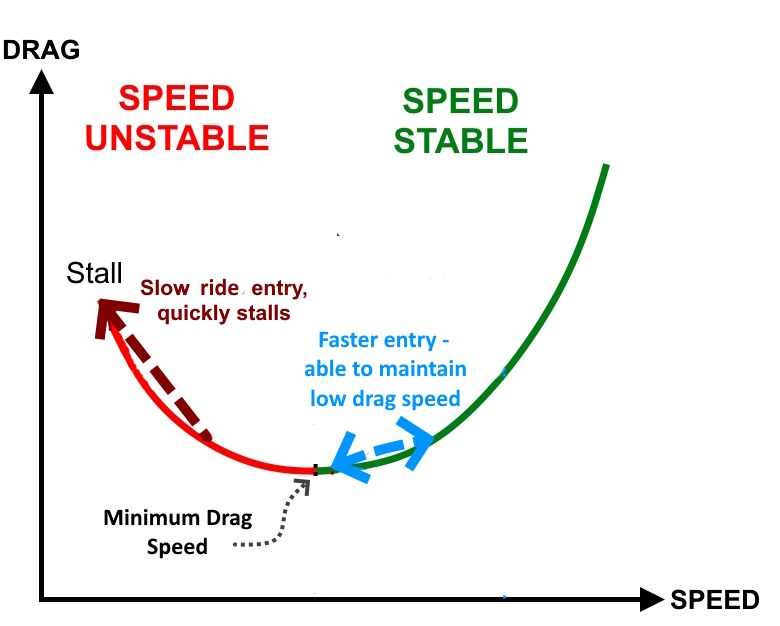 DRAG
SPEED
UNSTABLE
SPEED
STABLE
Stall
Slow ride entry,
quickly stalls
Faster entry -
able to maintain
low drag speed
Minimum Drag
Speed
SPEED